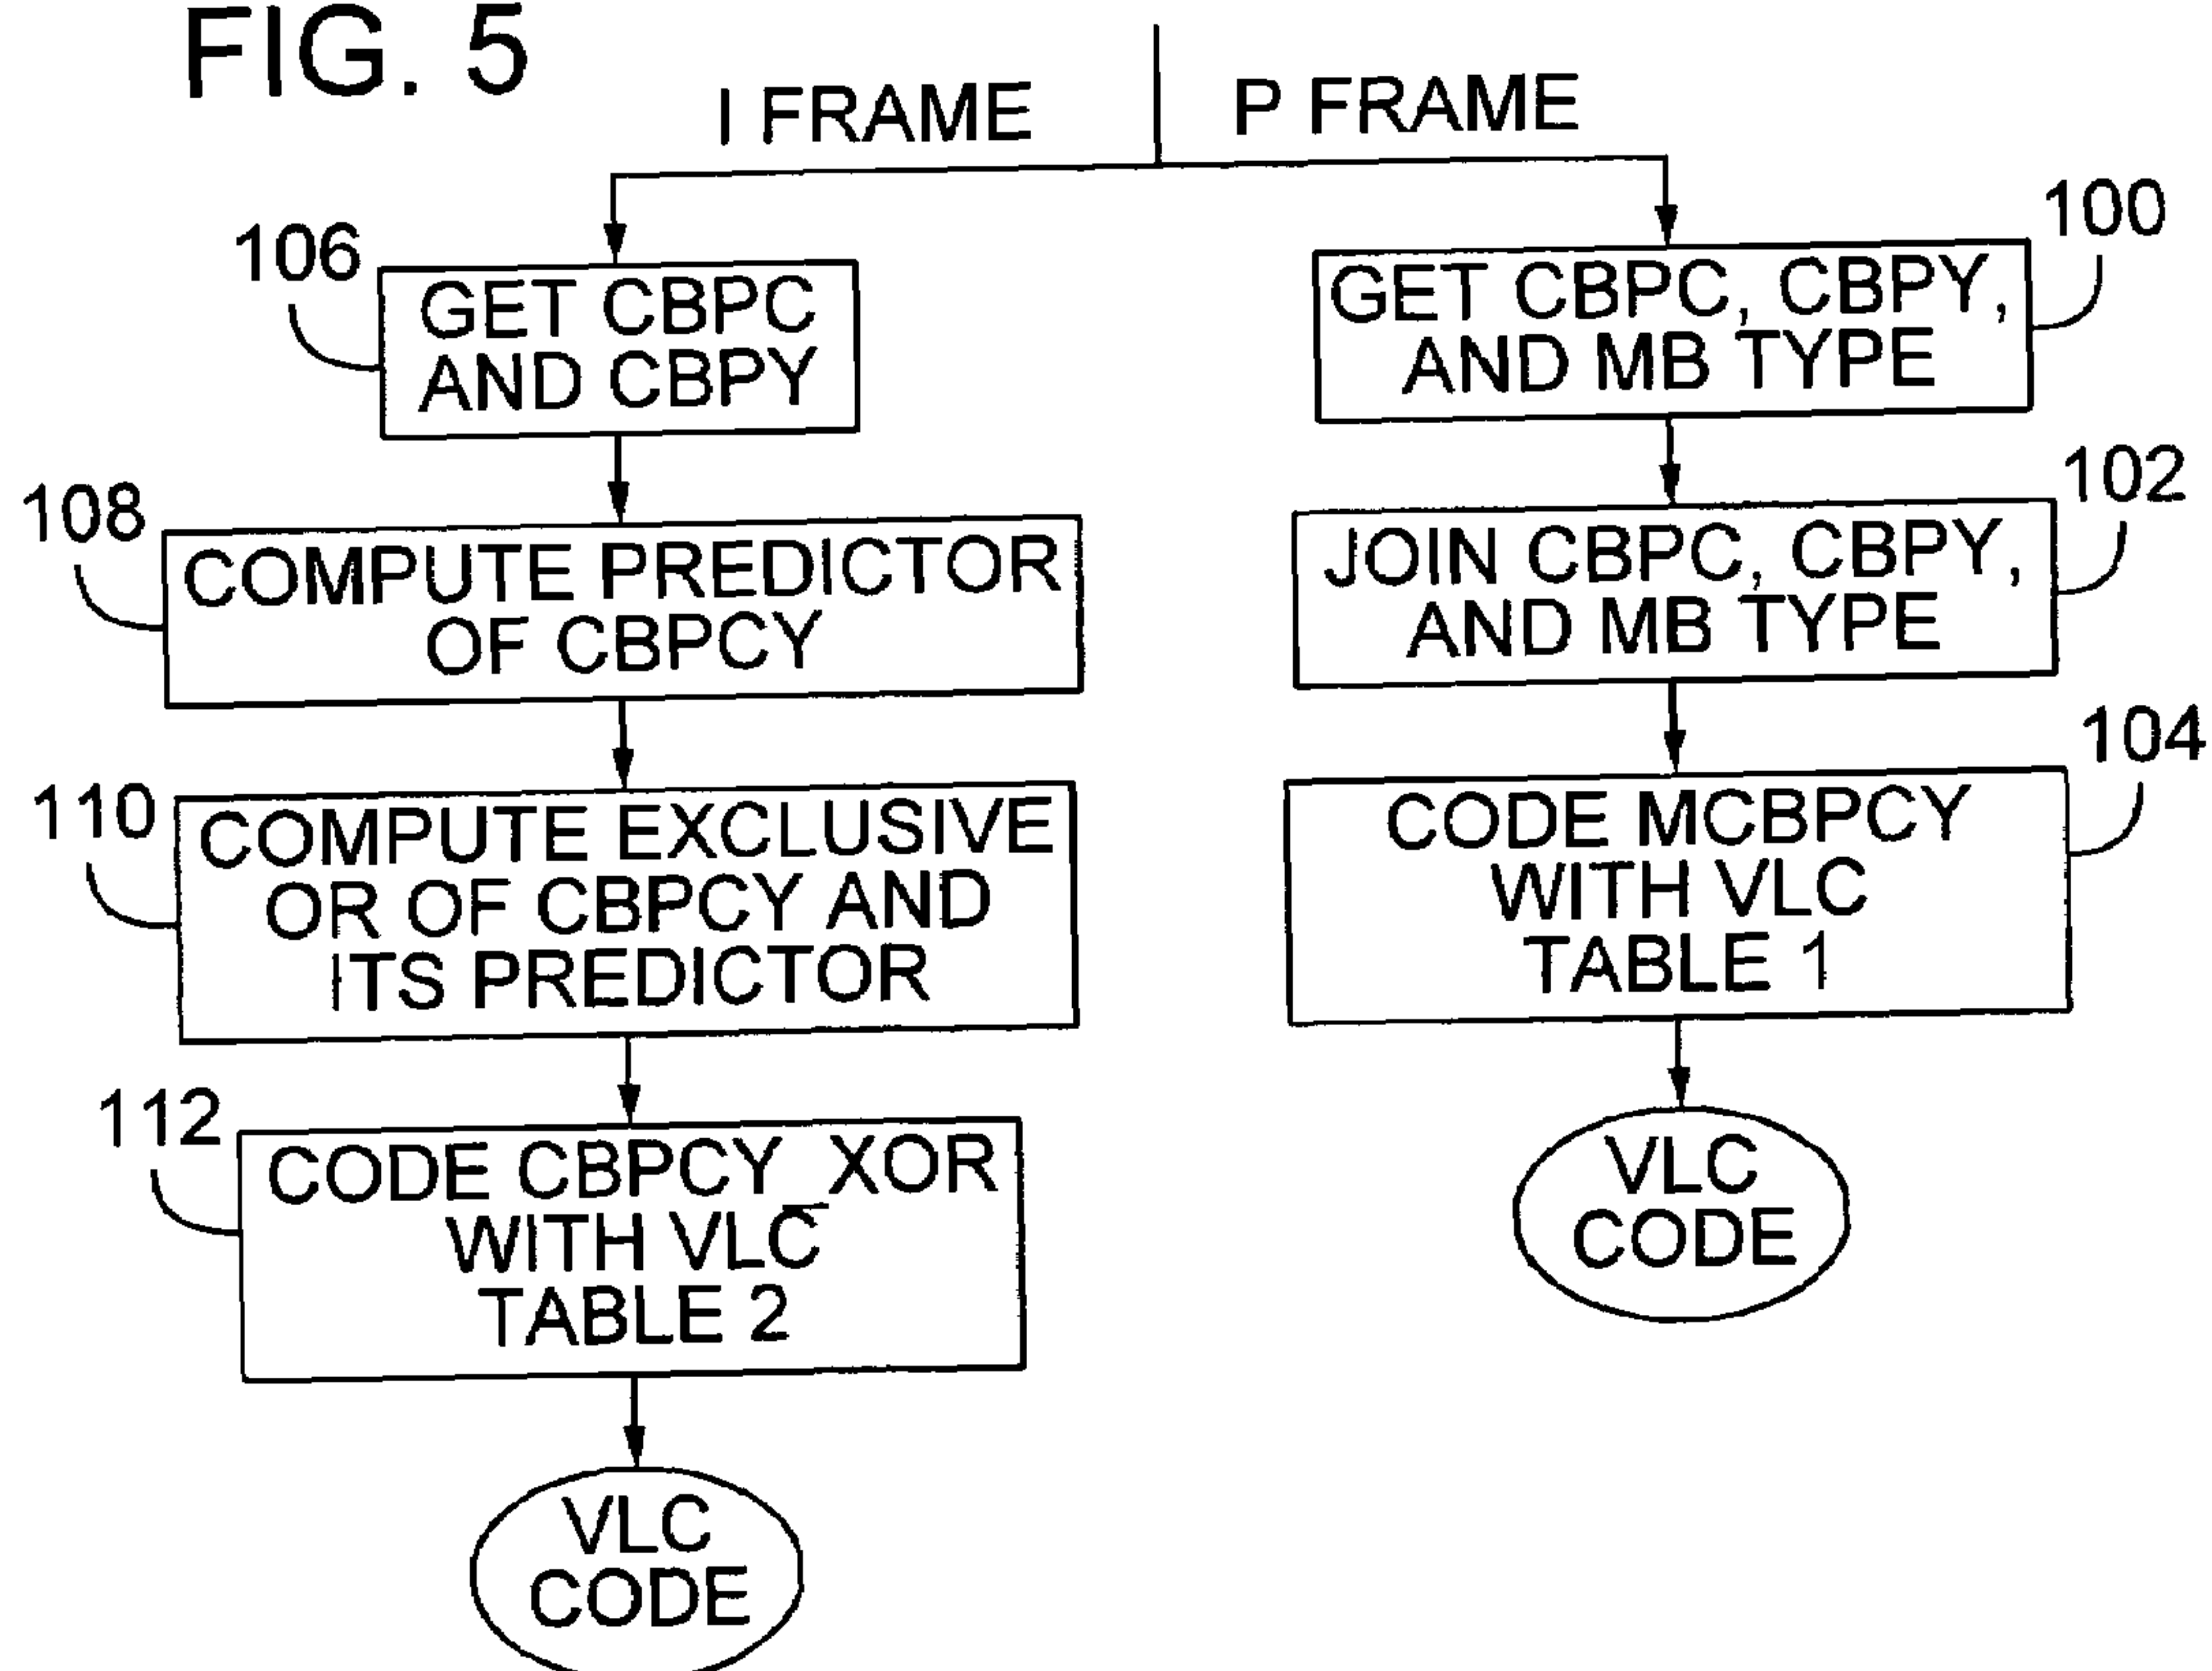 FIG. 5
I FRAME
P FRAME
106
GET CBPC
AND CBPY
108
COMPUTE PREDICTOR
OF CBPCY
110
COMPUTE EXCLUSIVE
OR OF CBPCY AND
ITS PREDICTOR
112
CODE CBPCY_XOR
WITH VLC
TABLE 2
VLC
CODE
100
GET CBPC, CBPY,
AND MB TYPE
102
JOIN CBPC, CBPY,
AND MB TYPE
104
CODE MCBPCY
WITH VLC
TABLE 1
VLC
CODE